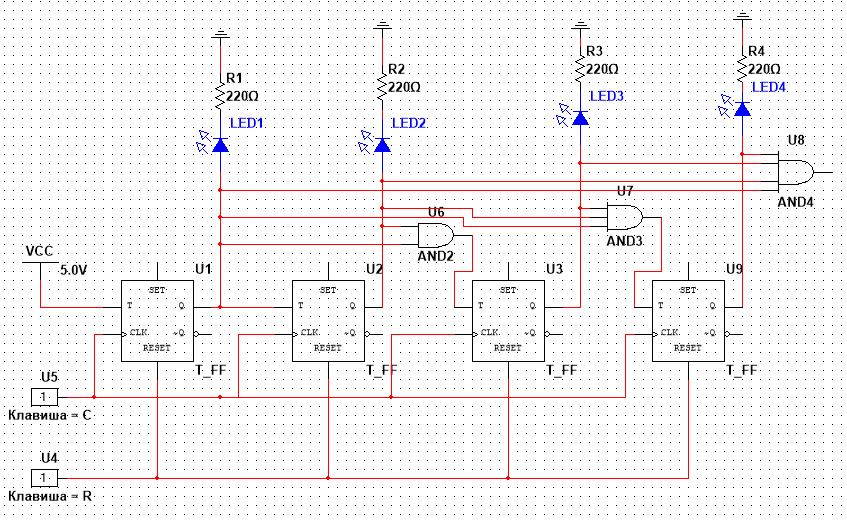 R1
220Ω
LED1
R2
220Ω
LED2
R3
220Ω
LED3
R4
220Ω
LED4
U8
AND4
U7
AND3
U6
AND2
VCC
5.0V
U1
SET
T
Q
CLK
~Q
RESET
T_FF
U2
SET
T
Q
CLK
~Q
RESET
T_FF
U3
SET
T
Q
CLK
~Q
RESET
T_FF
U9
SET
T
Q
CLK
~Q
RESET
T_FF
U5
1
Клавиша = C
U4
1
Клавиша = R